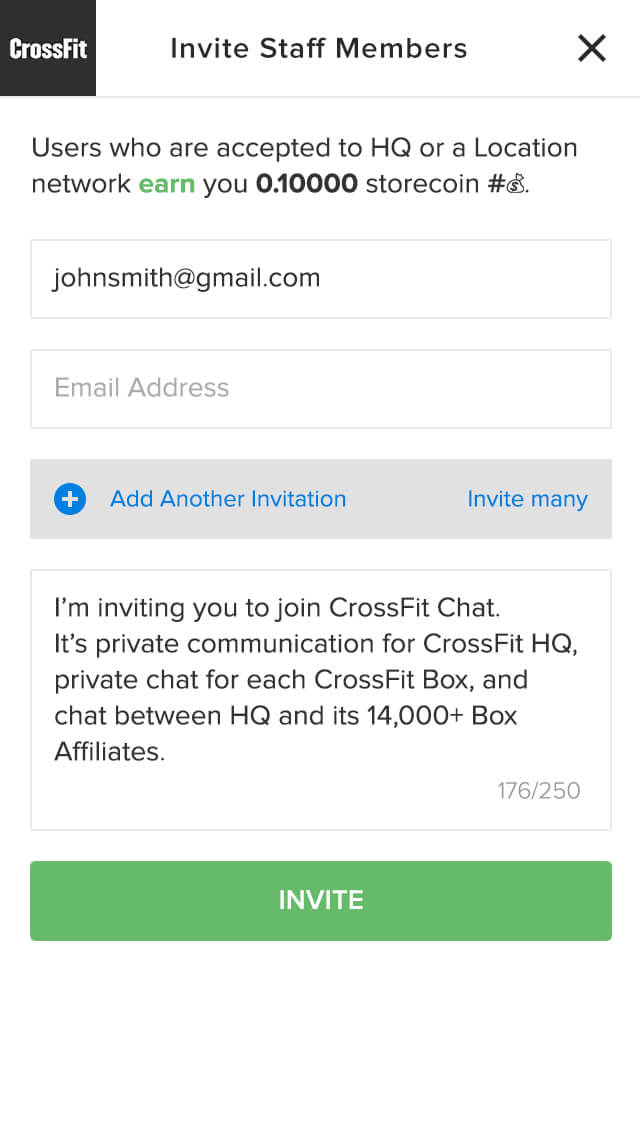 CrossFit
Invite Staff Members
Users who are accepted to HQ or a Location
network earn you 0.10000 storecoin #💰.
johnsmith@gmail.com
Email Address
Add Another Invitation
Invite many
I’m inviting you to join CrossFit Chat.
It’s private communication for CrossFit HQ,
private chat for each CrossFit Box, and
chat between HQ and its 14,000+ Box
Affiliates.
176/250
INVITE